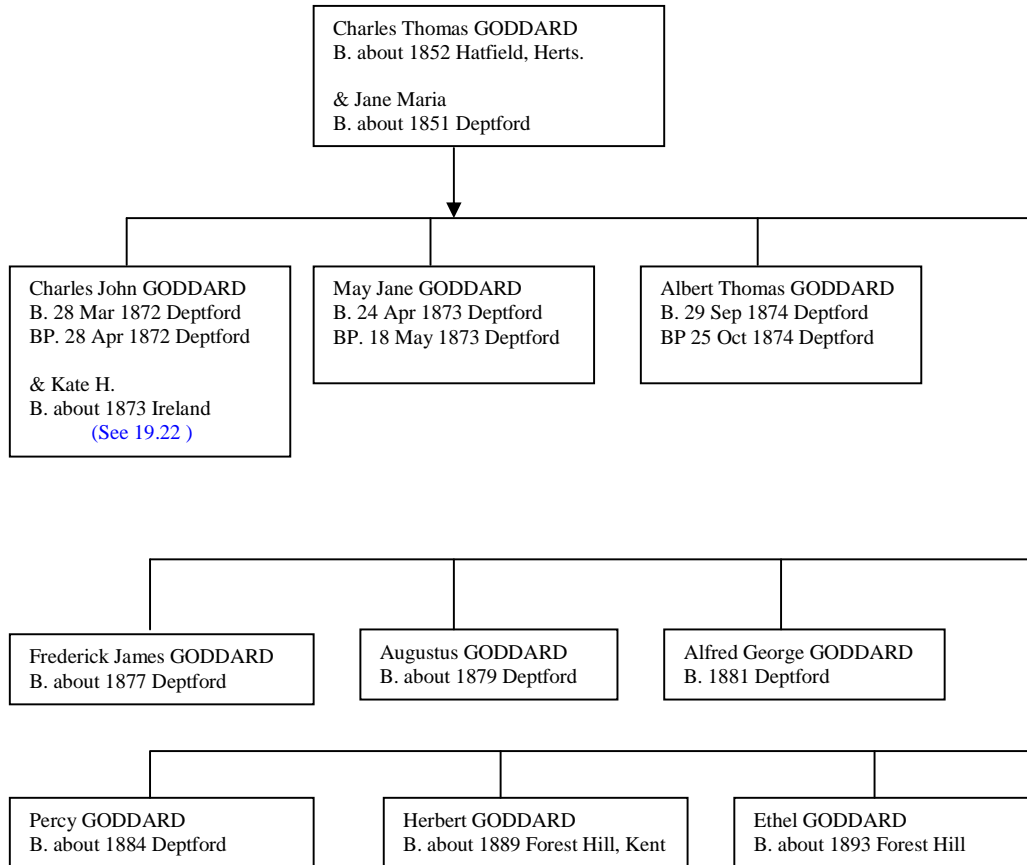 Charles Thomas GODDARD
B. about 1852 Hatfield, Herts.
& Jane Maria
B. about 1851 Deptford
Charles John GODDARD
B. 28 Mar 1872 Deptford
BP. 28 Apr 1872 Deptford
& Kate H.
B. about 1873 Ireland
(See 19.22 )
May Jane GODDARD
B. 24 Apr 1873 Deptford
BP. 18 May 1873 Deptford
Albert Thomas GODDARD
B. 29 Sep 1874 Deptford
BP 25 Oct 1874 Deptford
Frederick James GODDARD
B. about 1877 Deptford
Augustus GODDARD
B. about 1879 Deptford
Alfred George GODDARD
B. 1881 Deptford
Percy GODDARD
B. about 1884 Deptford
Herbert GODDARD
B. about 1889 Forest Hill, Kent
Ethel GODDARD
B. about 1893 Forest Hill